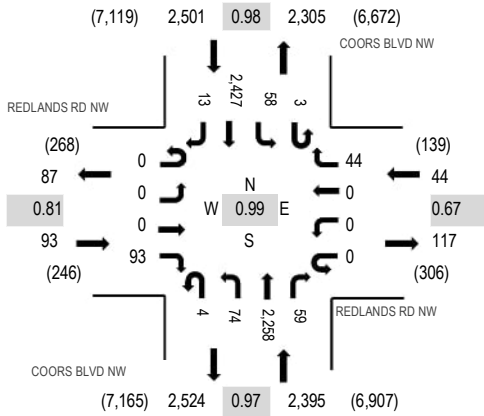 (7,119) 2,501 0.98 2,305 (6,672)
COORS BLVD NW
13 2,427 58 3
REDLANDS RD NW
(268) 0 44 (139)
87 0 N 0 44
0.81 0 W 0.99 E 0 0.67
93 93 S 0 117
(246) (306)
4 74 2,258 59
REDLANDS RD NW
COORS BLVD NW
(7,165) 2,524 0.97 2,395 (6,907)